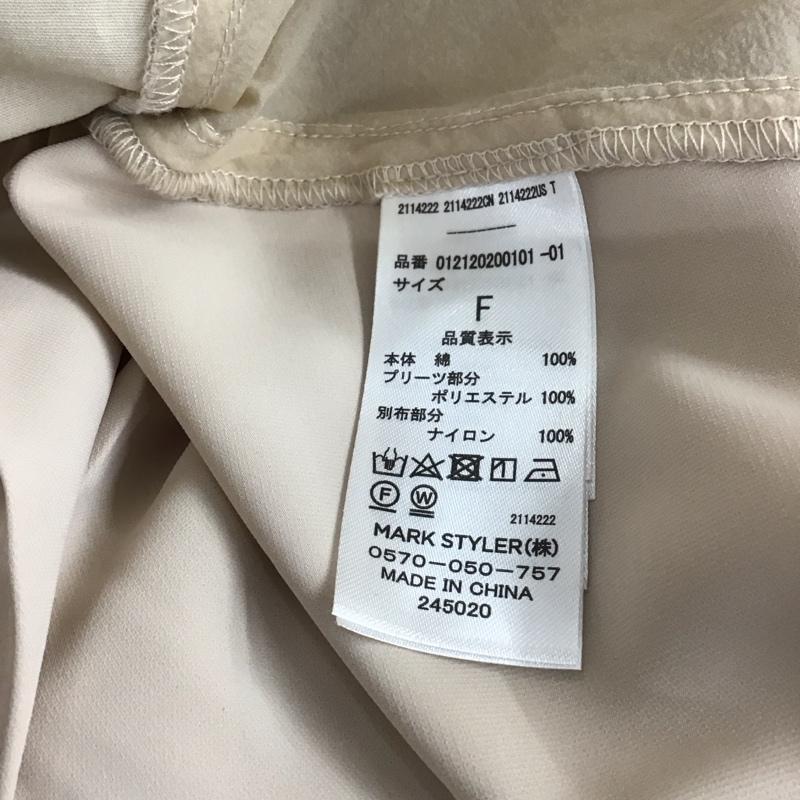 2114222 2114222CN 2114222US T
品番 012120200101 -01
サイズ
F
品質表示
本体 綿 100%
プリーツ部分
ポリエステル 100%
別布部分
ナイロン 100%
F W
2114222
MARK STYLER(株)
0570-050-757
MADE IN CHINA
245020